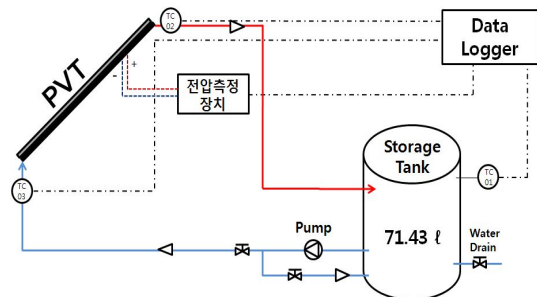 TC
02
Data
Logger
PVT
- +
전압측정
장치
Storage
Tank
TC
01
TC
03
71.43 ℓ
Pump
Water
Drain